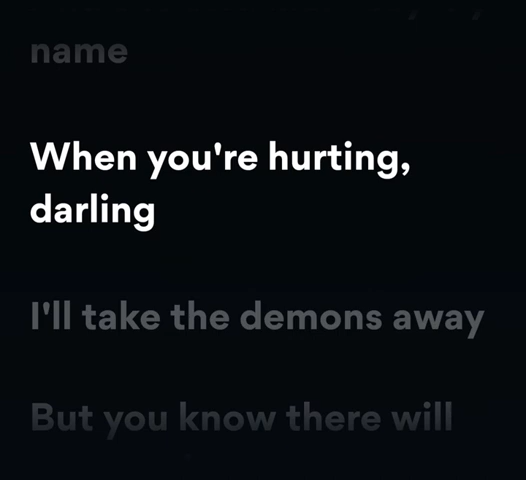 name
When you're hurting,
darling
I'll take the demons away
But you know there will